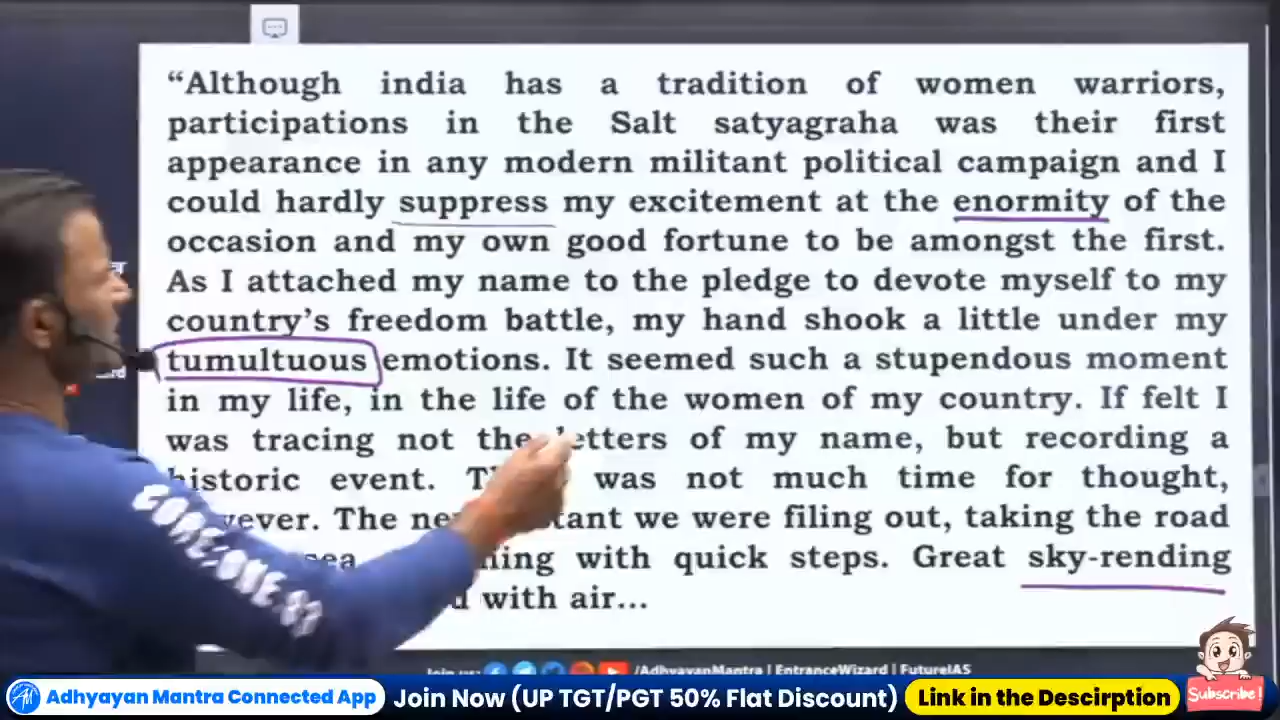 “Although india has a tradition of women warriors,
participations in the Salt satyagraha was their first
appearance in any modern militant political campaign and I
could hardly suppress my excitement at the enormity of the
occasion and my own good fortune to be amongst the first.
As I attached my name to the pledge to devote myself to my
country’s freedom battle, my hand shook a little under my
tumultuous emotions. It seemed such a stupendous moment
in my life, in the life of the women of my country. If felt I
was tracing not the letters of my name, but recording a
historic event. was not much time for thought,
The we were filing out, taking the road
with quick steps. Great sky-rending
with air...
/AdhyayanMantra | EntranceWizard | FutureIAS
Adhyayan Mantra Connected App Join Now (UP TGT/PGT 50% Flat Discount) Link in the Descirption
Subscribe!